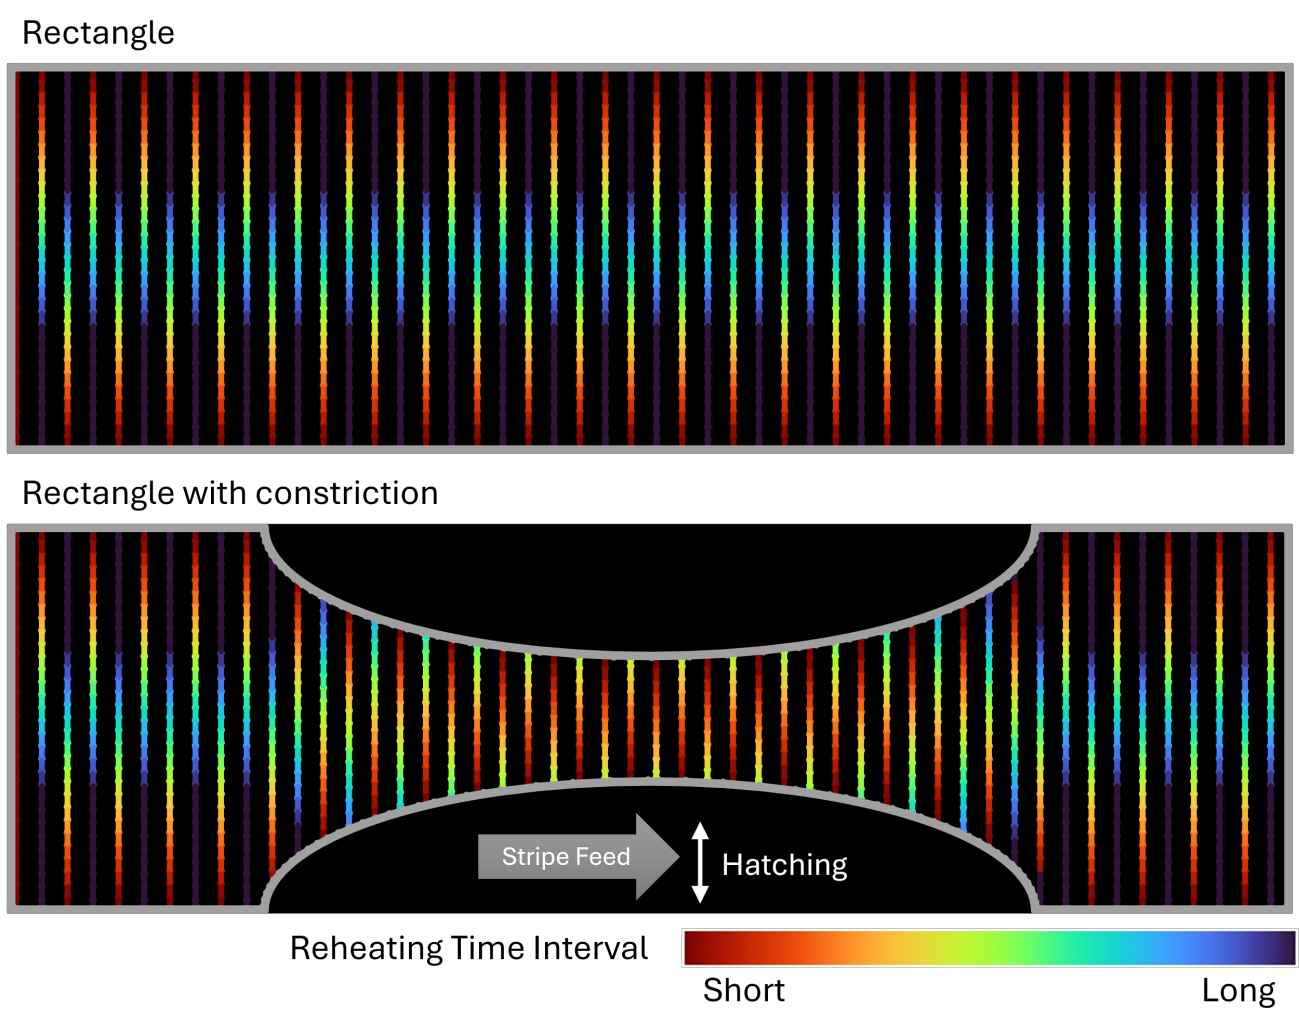 Rectangle
Rectangle with constriction
Stripe Feed
Hatching
Reheating Time Interval
Short
Long